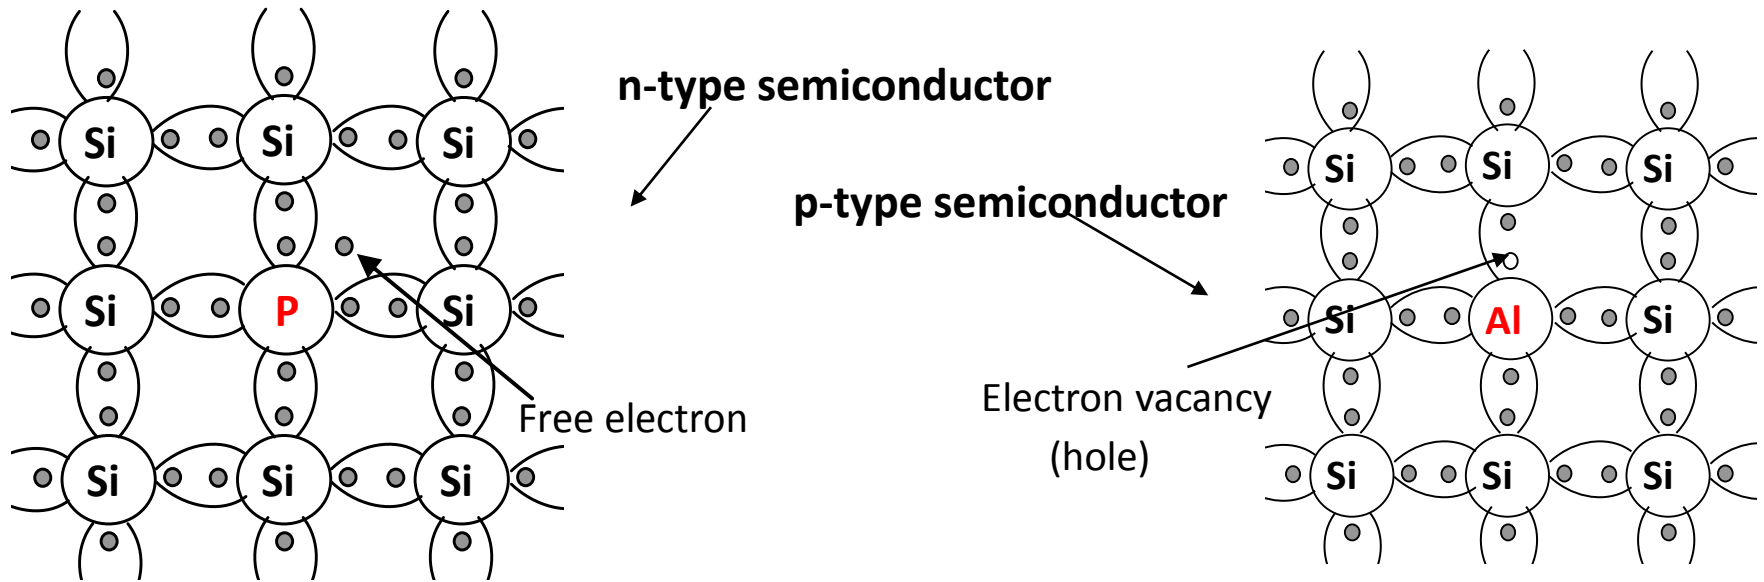 n-type semiconductor
p-type semiconductor
Si Si Si
Si P Si
Si Si Si
Free electron
Si Si Si
Si Al Si
Si Si Si
Electron vacancy
(hole)